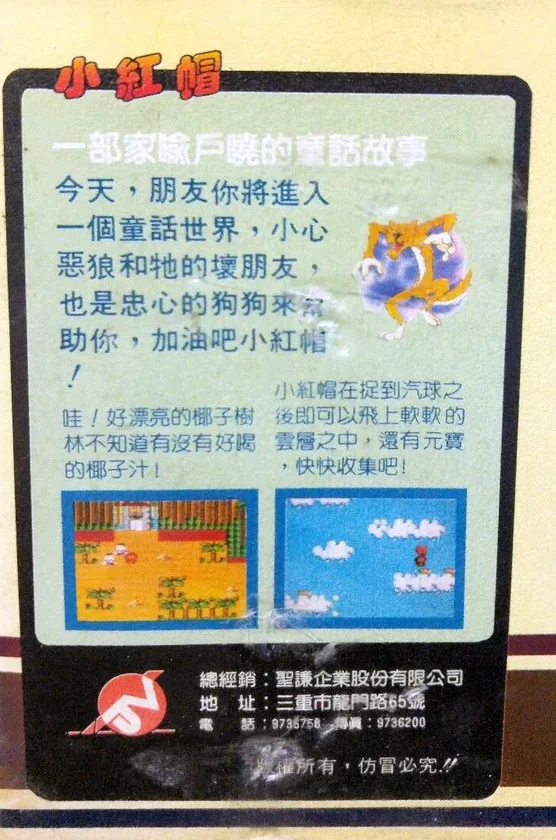 小紅帽
一部家喻戶曉的童話故事
今天，朋友你將進入
一個童話世界，小心
惡狼和牠的壞朋友，
也是忠心的狗狗來幫
助你，加油吧小紅帽
！
哇！好漂亮的椰子樹
林不知道有沒有好喝
的椰子汁！
小紅帽在捉到汽球之
後即可以飛上軟軟的
雲層之中，還有元寶
，快快收集吧！
總經銷：聖謙企業股份有限公司
地　址：三重市龍門路65號
電　話：9735758 傳真：9736200
版權所有，仿冒必究!!